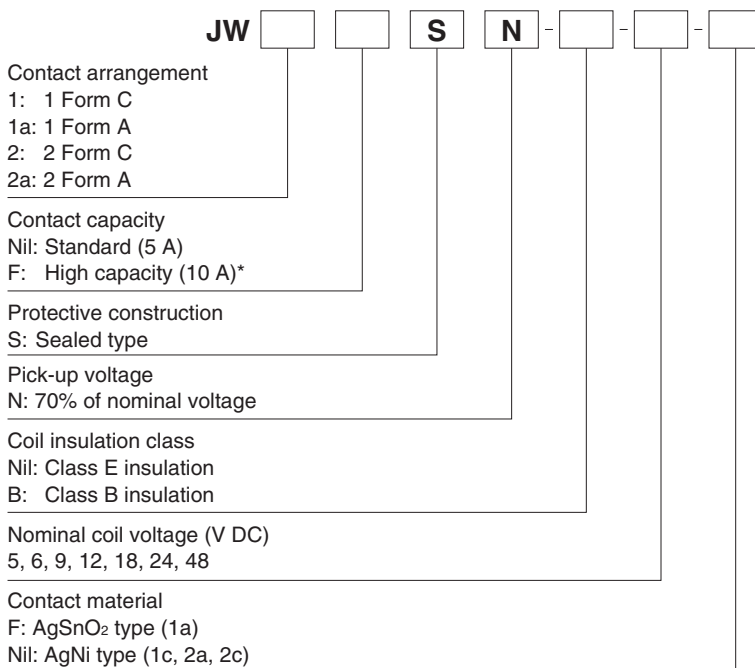 JW S N - - -
Contact arrangement
1: 1 Form C
1a: 1 Form A
2: 2 Form C
2a: 2 Form A
Contact capacity
Nil: Standard (5 A)
F: High capacity (10 A)*
Protective construction
S: Sealed type
Pick-up voltage
N: 70% of nominal voltage
Coil insulation class
Nil: Class E insulation
B: Class B insulation
Nominal coil voltage (V DC)
5, 6, 9, 12, 18, 24, 48
Contact material
F: AgSnO₂ type (1a)
Nil: AgNi type (1c, 2a, 2c)